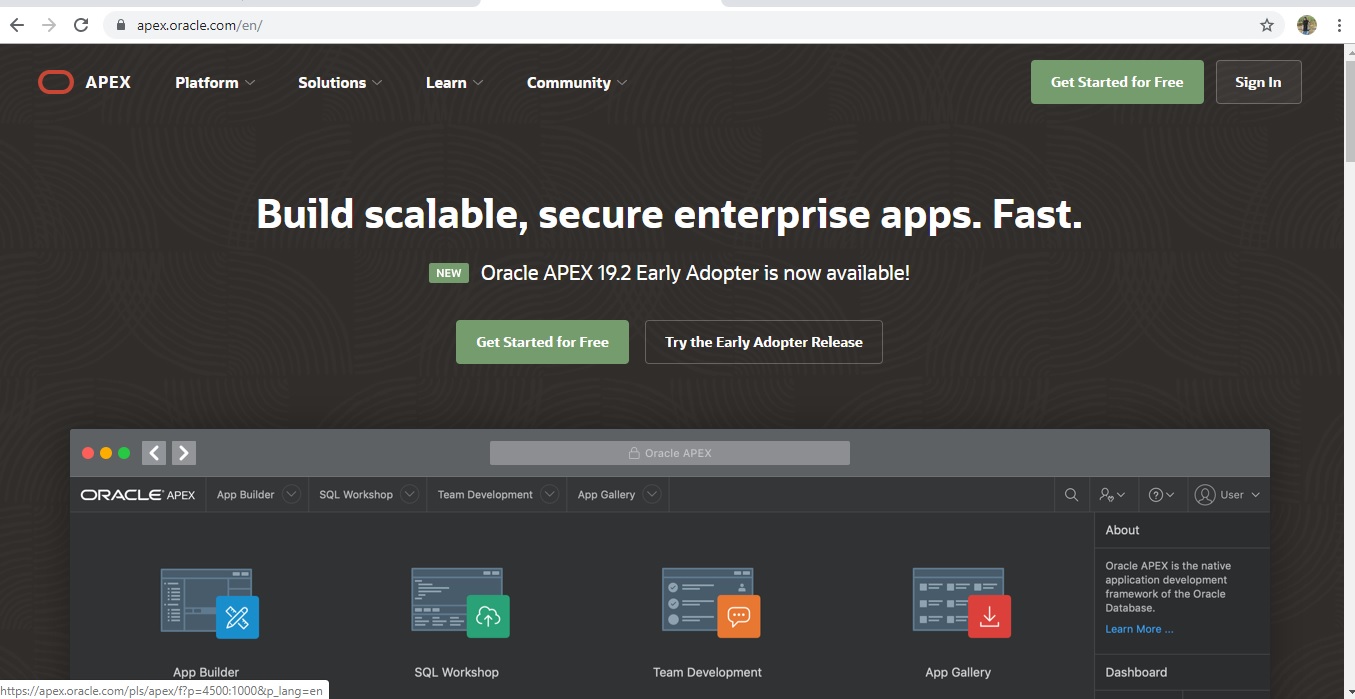 apex.oracle.com/en/
APEX
Platform
Solutions
Learn
Community
Get Started for Free
Sign In
Build scalable, secure enterprise apps. Fast.
NEW Oracle APEX 19.2 Early Adopter is now available!
Get Started for Free
Try the Early Adopter Release
Oracle APEX
ORACLE APEX
App Builder
SQL Workshop
Team Development
App Gallery
User
About
Oracle APEX is the native
application development
framework of the Oracle
Database.
Learn More ...
App Builder
SQL Workshop
Team Development
App Gallery
Dashboard
https://apex.oracle.com/pls/apex/f?p=4500:1000&p_lang=en